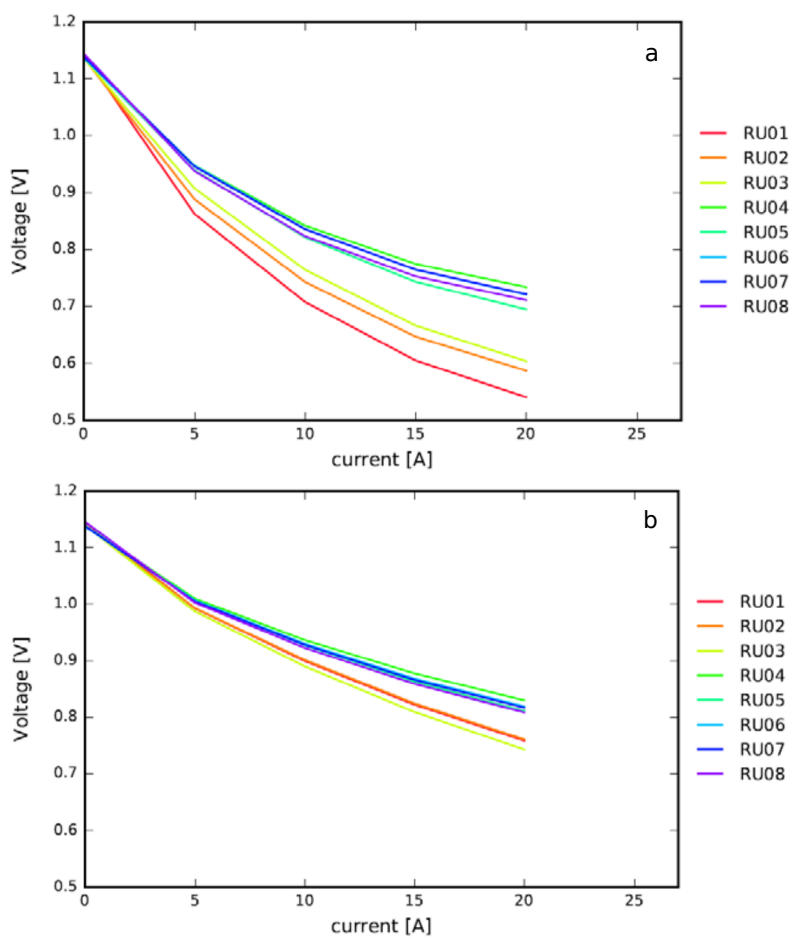 a
1.2
1.1
1.0
0.9
0.8
0.7
0.6
0.5
Voltage [V]
0 5 10 15 20 25
current [A]
RU01
RU02
RU03
RU04
RU05
RU06
RU07
RU08
b
1.2
1.1
1.0
0.9
0.8
0.7
0.6
0.5
Voltage [V]
0 5 10 15 20 25
current [A]
RU01
RU02
RU03
RU04
RU05
RU06
RU07
RU08